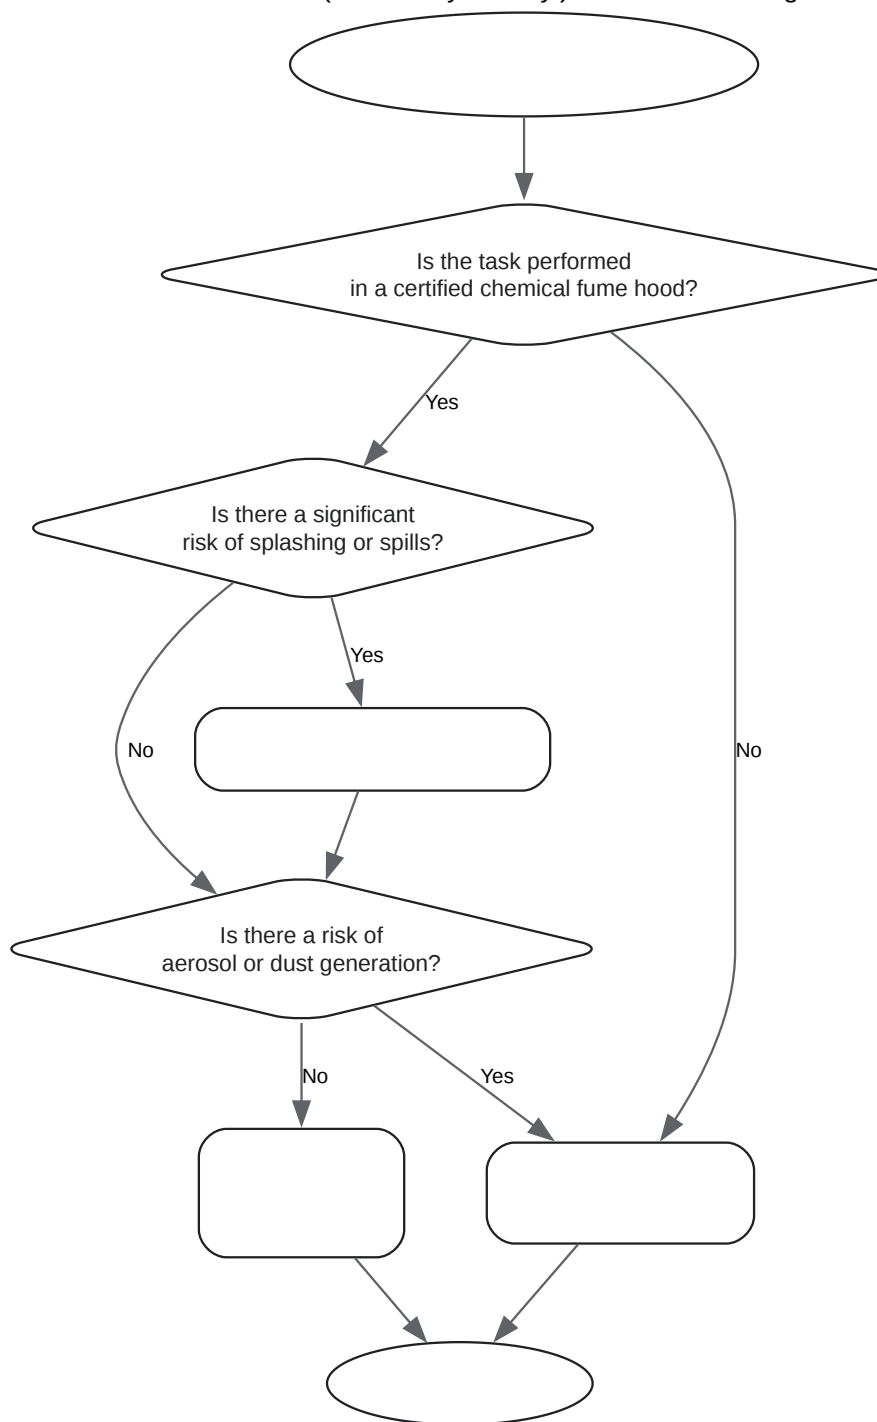 Is the task performed
in a certified chemical fume hood?
Yes
Is there a significant
risk of splashing or spills?
Yes
No
No
Is there a risk of
aerosol or dust generation?
No
Yes